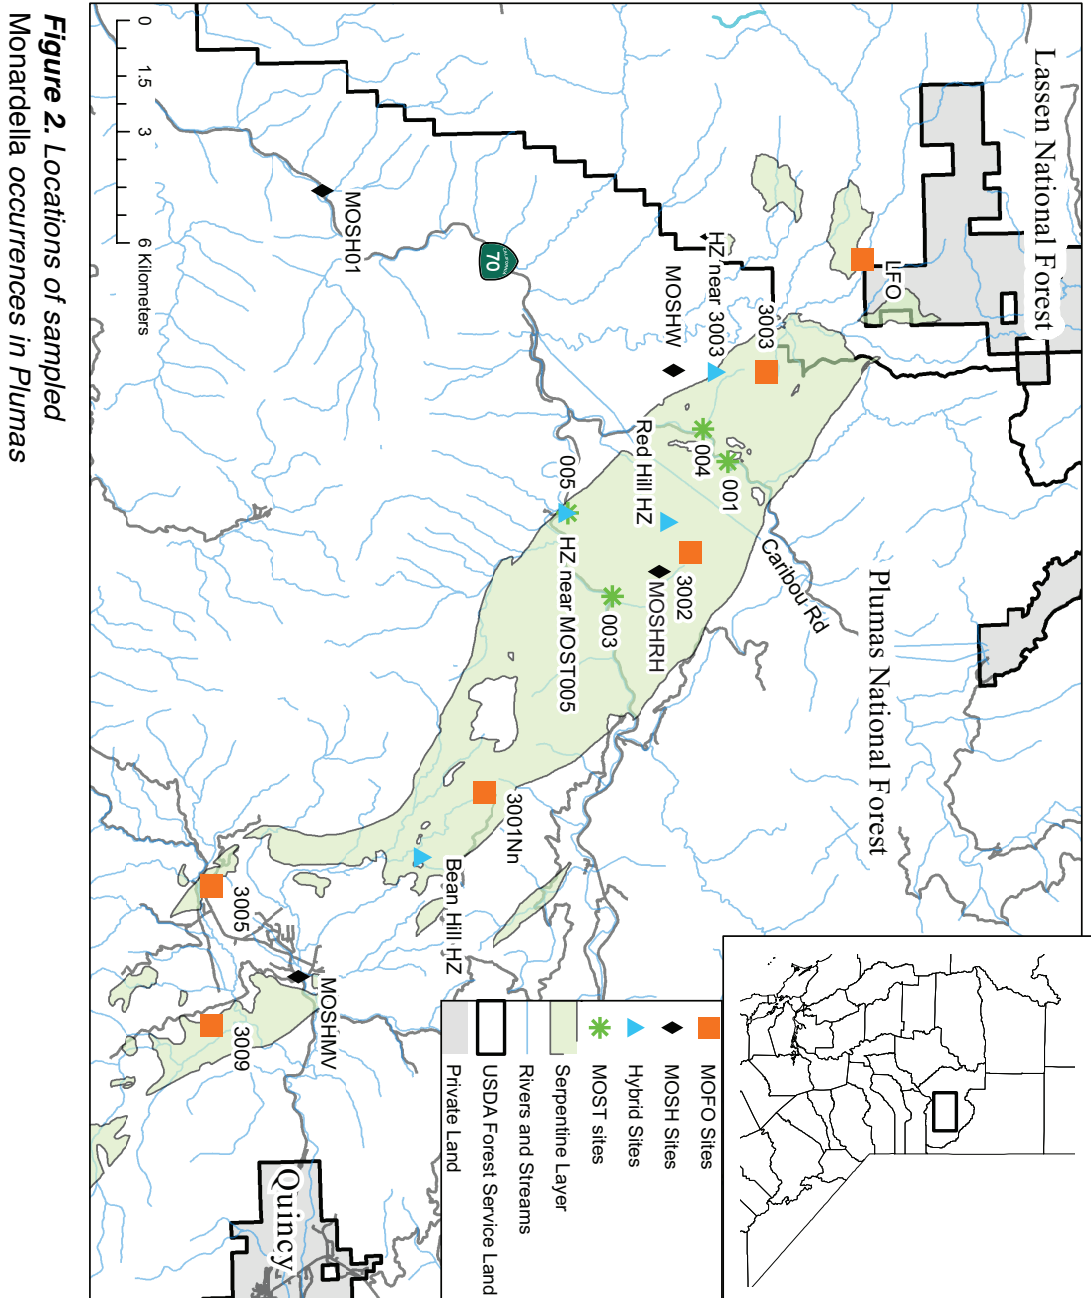 Lassen National Forest
LFO
HZ near 3003
3003
MOSHW
MOSH01
CALIFORNIA
70
004
001
Red Hill HZ
Caribou Rd
Plumas National Forest
005
HZ near MOST005
3002
MOSHRH
003
3001Nn
Bean Hill HZ
3005
MOSHMV
3009
Quincy
0 1.5 3 6 Kilometers
MOFO Sites
MOSH Sites
Hybrid Sites
MOST sites
Serpentine Layer
Rivers and Streams
USDA Forest Service Land
Private Land
Figure 2. Locations of sampled
Monardella occurrences in Plumas